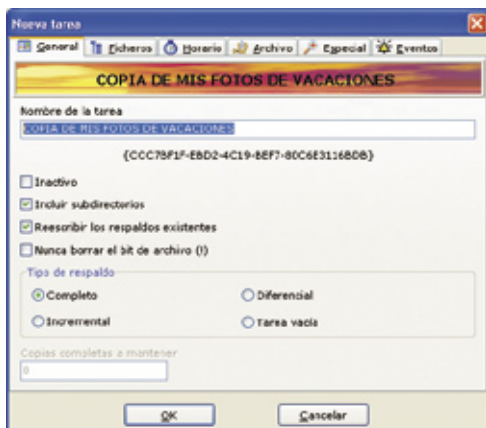 Nueva tarea
General Ficheros Horario Archivo Especial Eventos
COPIA DE MIS FOTOS DE VACACIONES
Nombre de la tarea
COPIA DE MIS FOTOS DE VACACIONES
{CCC7BF1F-EBD2-4C19-BEF7-80C6E3116BDB}
Inactivo
Incluir subdirectorios
Reescribir los respaldos existentes
Nunca borrar el bit de archivo (!)
Tipo de respaldo
Completo Diferencial
Incremental Tarea vacía
Copias completas a mantener
0
OK Cancelar